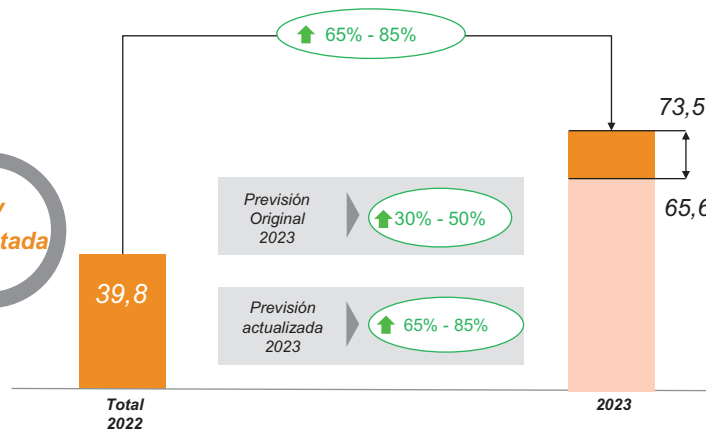 65% - 85%
73,5
65,6
Previsión
Original
2023
30% - 50%
Previsión
actualizada
2023
65% - 85%
39,8
Total
2022
2023